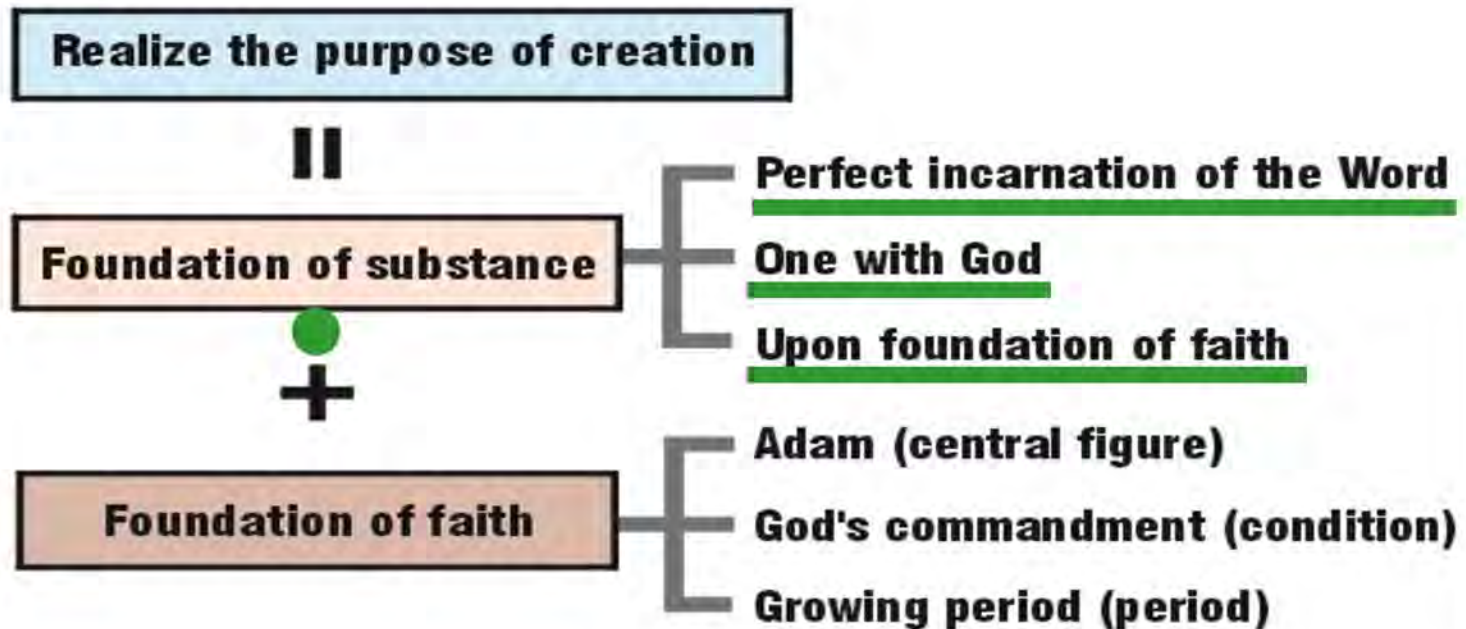 Realize the purpose of creation
=
Foundation of substance
Perfect incarnation of the Word
One with God
Upon foundation of faith
+
Foundation of faith
Adam (central figure)
God's commandment (condition)
Growing period (period)